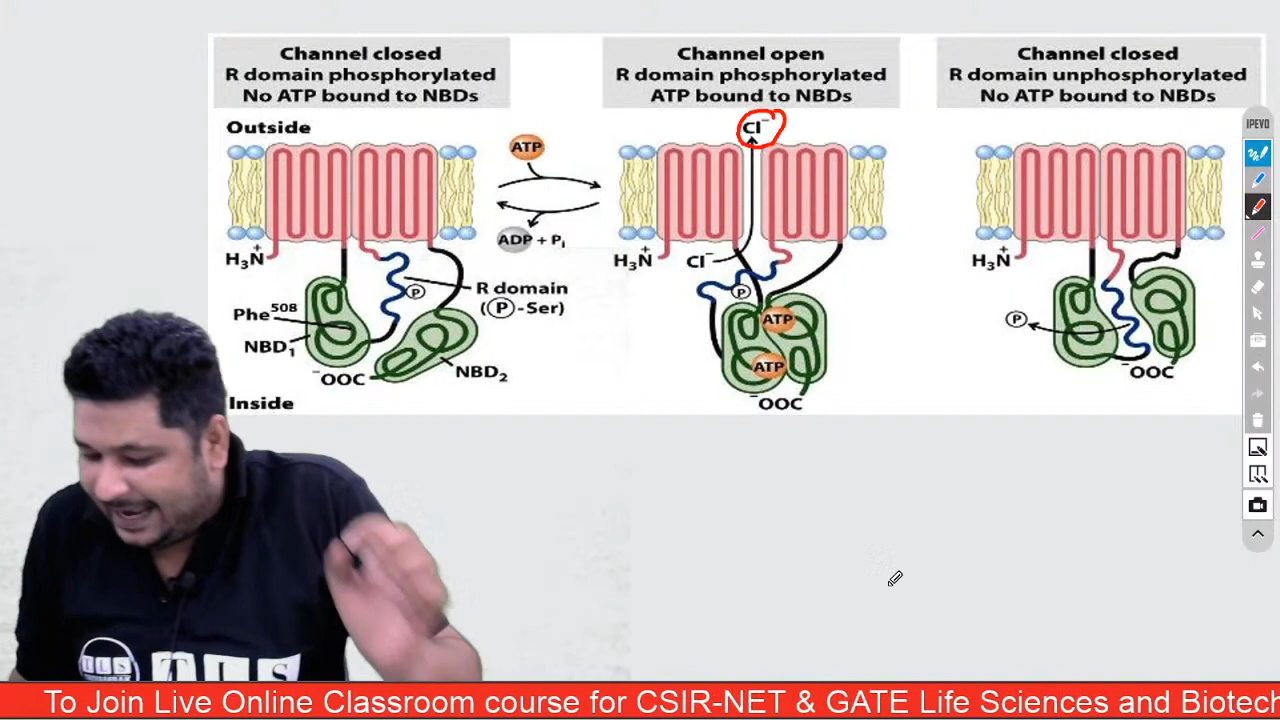 Channel closed
R domain phosphorylated
No ATP bound to NBDs
Channel open
R domain phosphorylated
ATP bound to NBDs
Channel closed
R domain unphosphorylated
No ATP bound to NBDs
Outside
ATP
ADP + Pi
H3N+
R domain
(P-Ser)
P
Phe508
NBD1
NBD2
-OOC
Inside
Cl-
H3N+
Cl-
P
ATP
ATP
-OOC
H3N+
P
-OOC
IPEVO
TLS
TLS
To Join Live Online Classroom course for CSIR-NET & GATE Life Sciences and Biotech